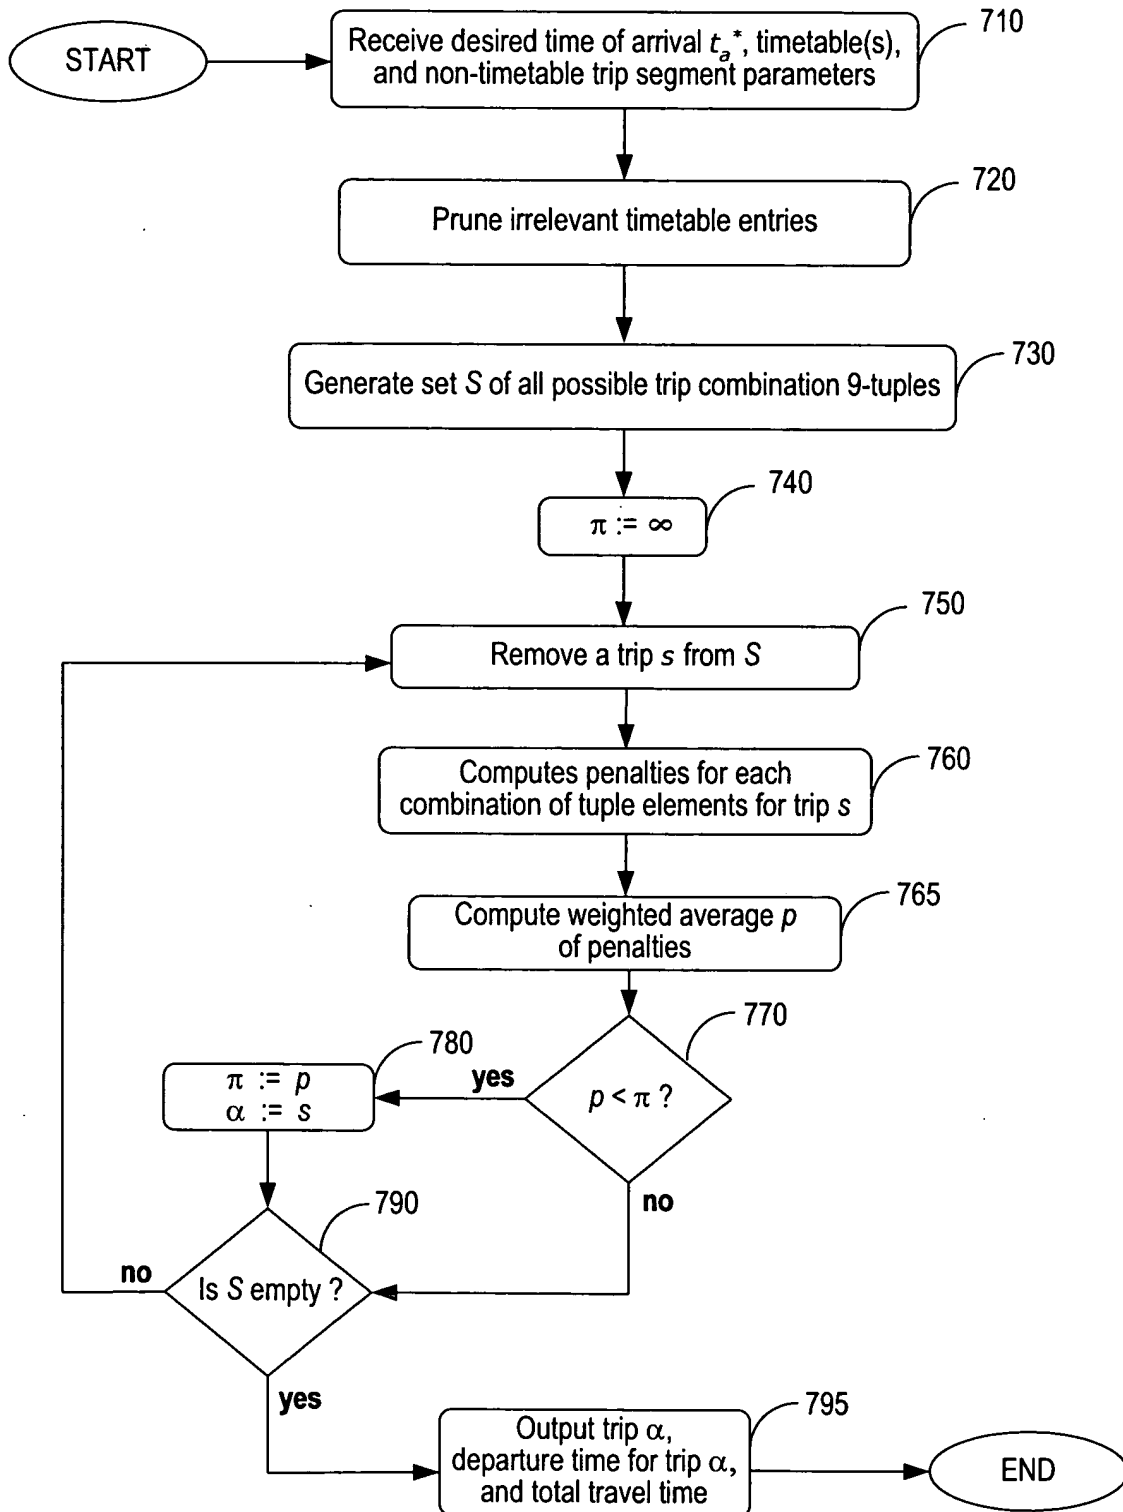 START
Receive desired time of arrival tₐ*, timetable(s),
and non-timetable trip segment parameters
710
Prune irrelevant timetable entries
720
Generate set S of all possible trip combination 9-tuples
730
π := ∞
740
Remove a trip s from S
750
Computes penalties for each
combination of tuple elements for trip s
760
Compute weighted average p
of penalties
765
p < π ?
770
yes
no
π := p
α := s
780
Is S empty ?
790
no
yes
Output trip α,
departure time for trip α,
and total travel time
795
END